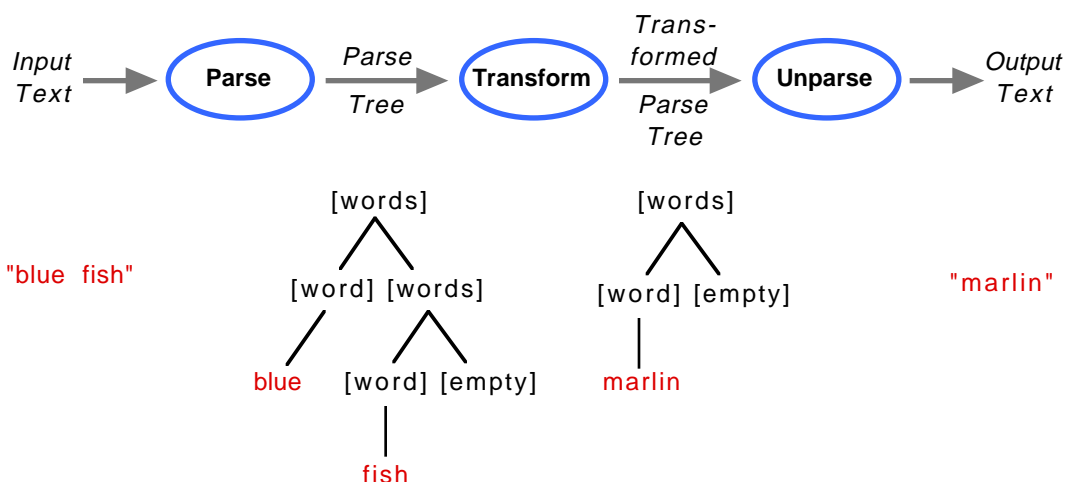 Input
Text
Parse
Parse
Tree
Transform
Trans-
formed
Parse
Tree
Unparse
Output
Text
[words]
[words]
"blue fish"
[word] [words]
[word] [empty]
"marlin"
blue
[word] [empty]
marlin
fish